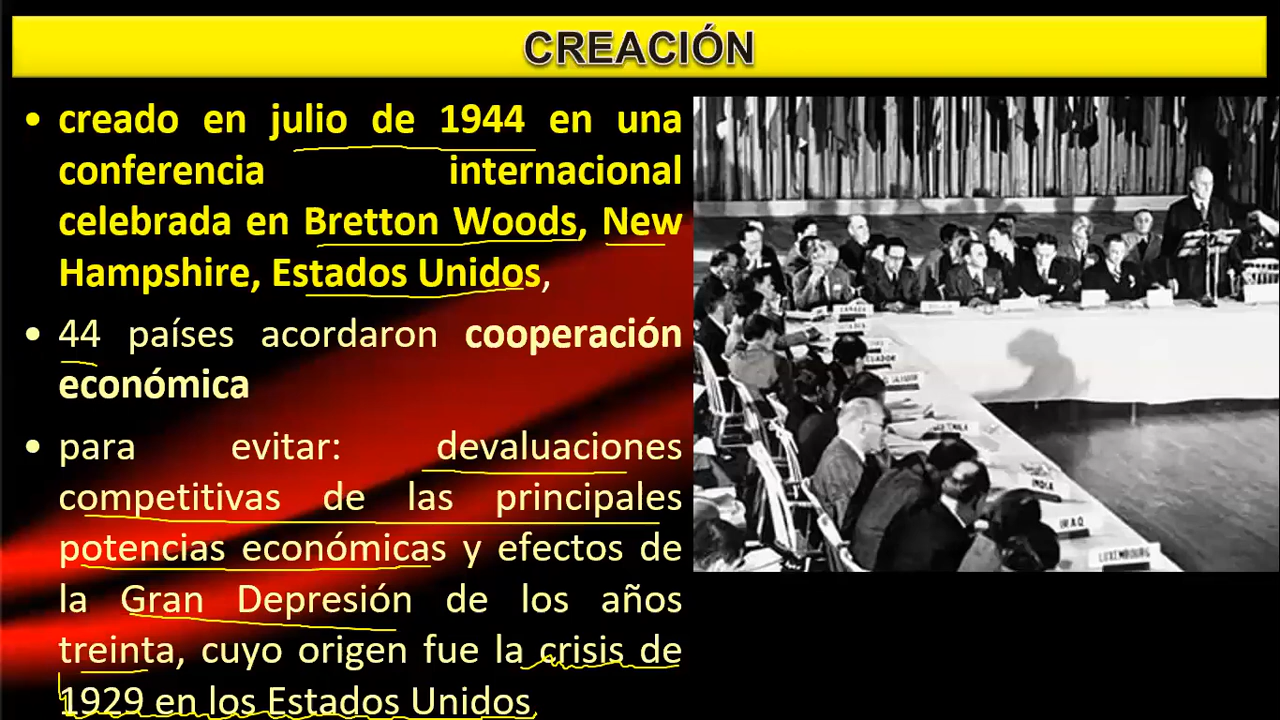 CREACIÓN
• creado en julio de 1944 en una
conferencia internacional
celebrada en Bretton Woods, New
Hampshire, Estados Unidos,
• 44 países acordaron cooperación
económica
• para evitar: devaluaciones
competitivas de las principales
potencias económicas y efectos de
la Gran Depresión de los años
treinta, cuyo origen fue la crisis de
1929 en los Estados Unidos
CANADA
ECUADOR
GUATEMALA
INDIA
IRAQ
LUXEMBOURG